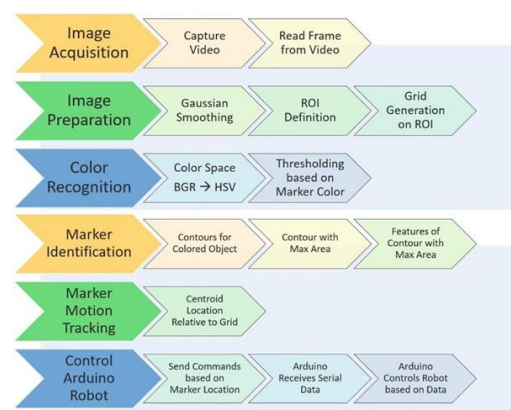 Image
Acquisition
Capture
Video
Read Frame
from Video
Image
Preparation
Gaussian
Smoothing
ROI
Definition
Grid
Generation
on ROI
Color
Recognition
Color Space
BGR → HSV
Thresholding
based on
Marker Color
Marker
Identification
Contours for
Colored Object
Contour with
Max Area
Features of
Contour with
Max Area
Marker
Motion
Tracking
Centroid
Location
Relative to Grid
Control
Arduino
Robot
Send Commands
based on
Marker Location
Arduino
Receives Serial
Data
Arduino
Controls Robot
based on Data